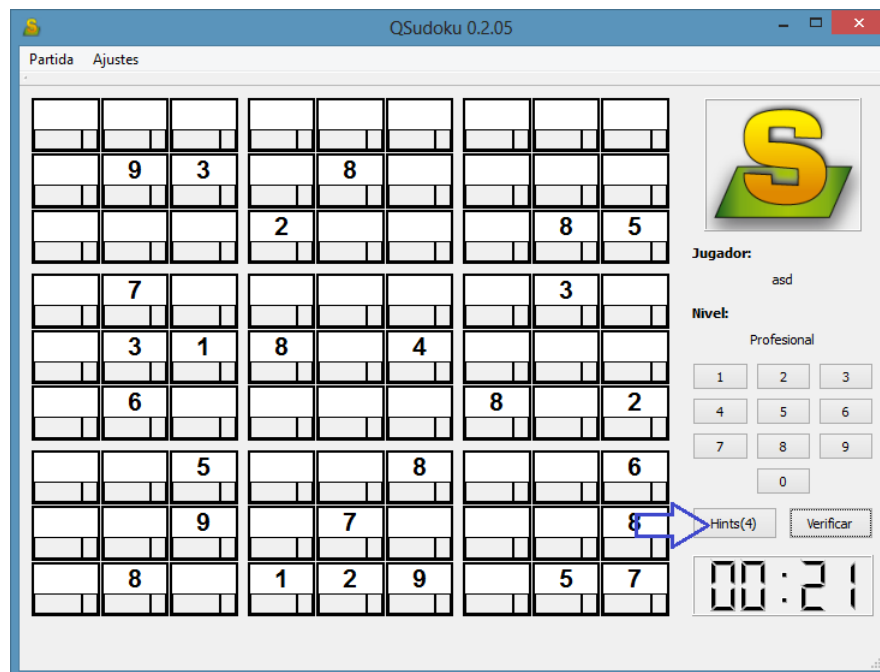 QSudoku 0.2.05
Partida Ajustes
9 3 8
2 8 5
7 3
3 1 8 4
6 8 2
5 8 6
9 7 8
8 1 2 9 5 7
S
Jugador:
asd
Nivel:
Profesional
1 2 3
4 5 6
7 8 9
0
Hints(4) Verificar
00:21